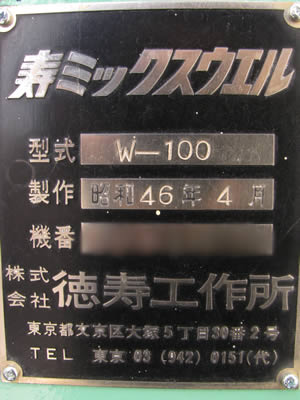 寿ミックスウエル
型式 W-100
製作 昭和46年4月
機番
株式会社 徳寿工作所
東京都文京区大塚5丁目30番2号
TEL 東京 03 (942) 0151(代)